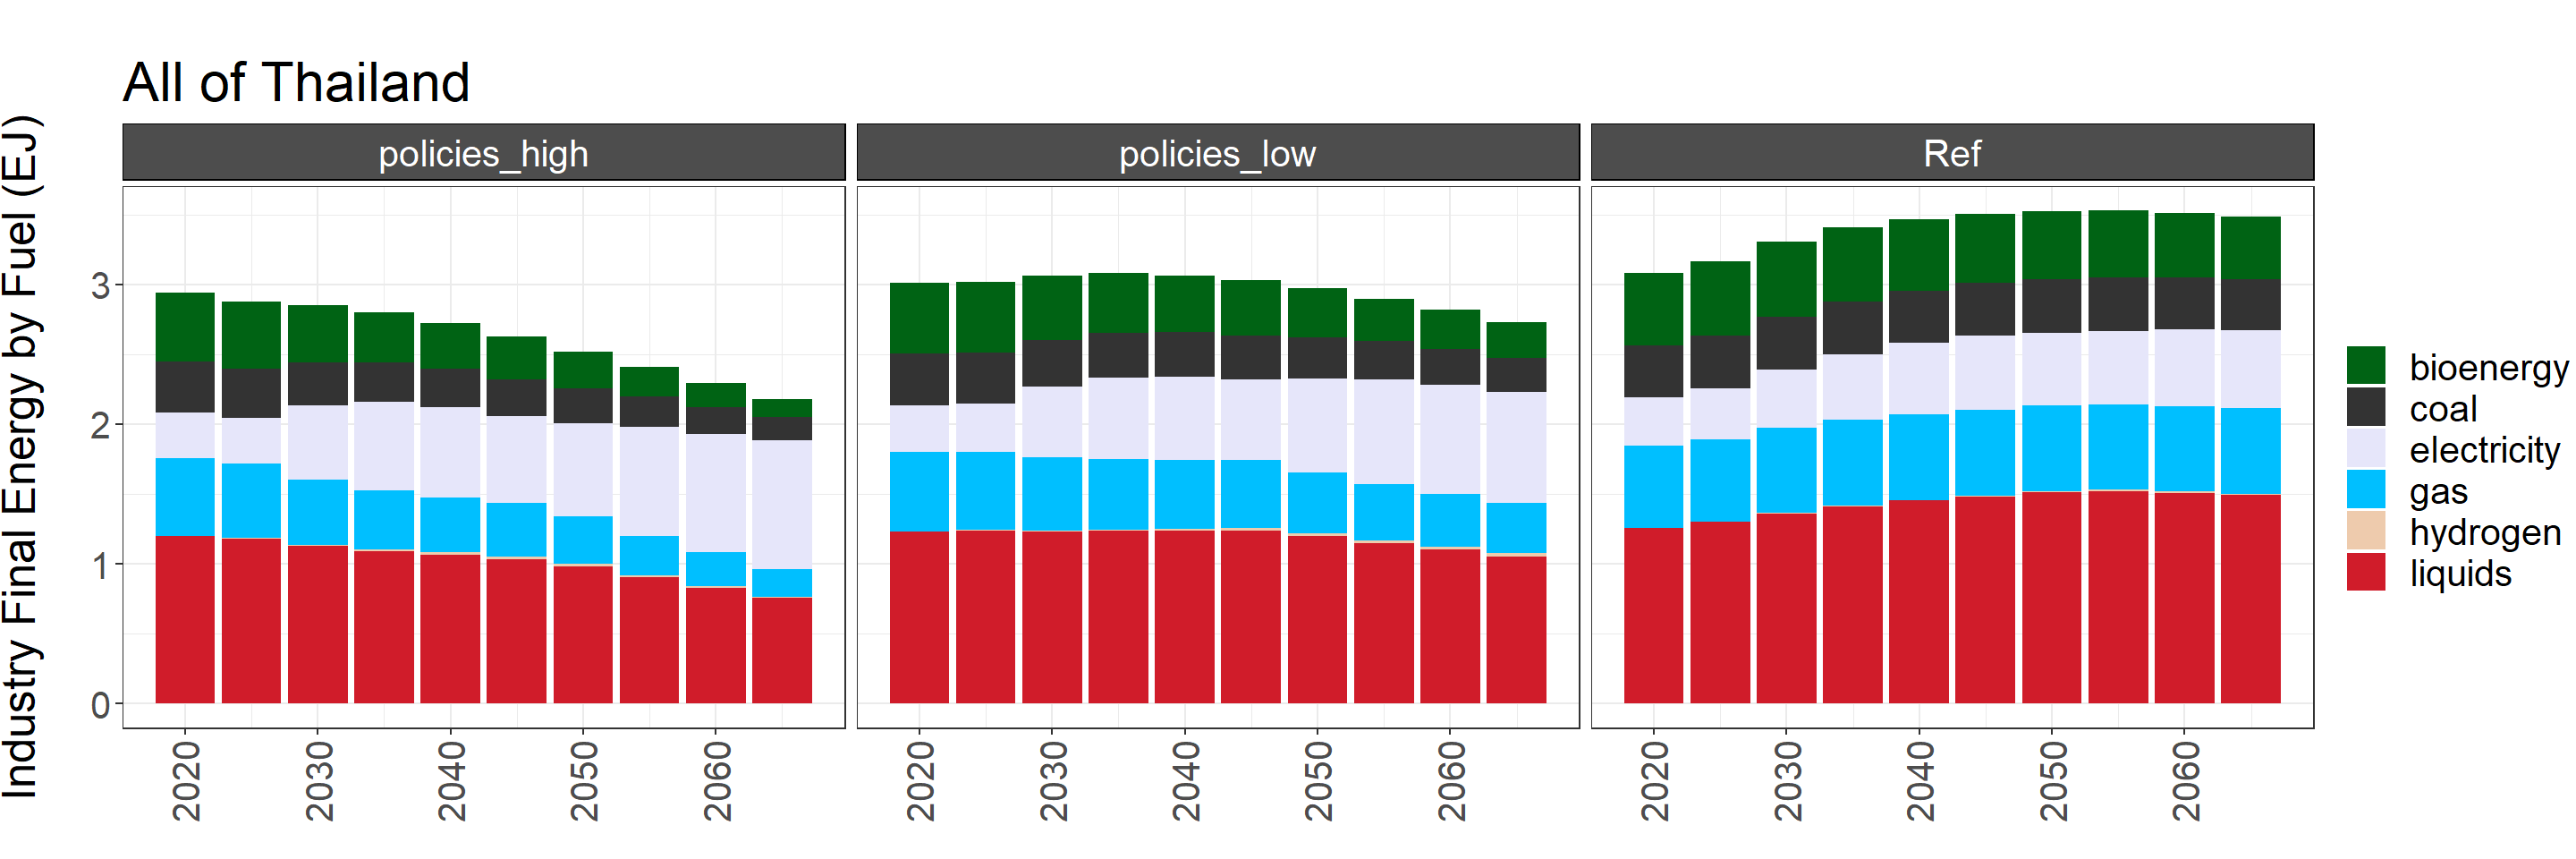 All of Thailand
Industry Final Energy by Fuel (EJ)
policies_high
policies_low
Ref
3
2
1
0
2020
2030
2040
2050
2060
2020
2030
2040
2050
2060
2020
2030
2040
2050
2060
bioenergy
coal
electricity
gas
hydrogen
liquids